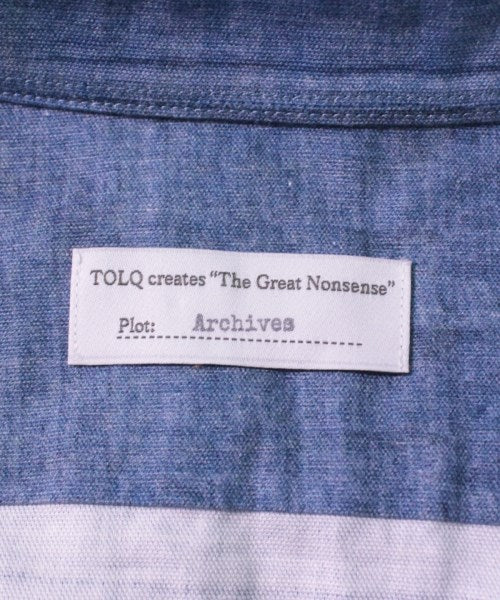 TOLQ creates “The Great Nonsense”
Plot: Archives